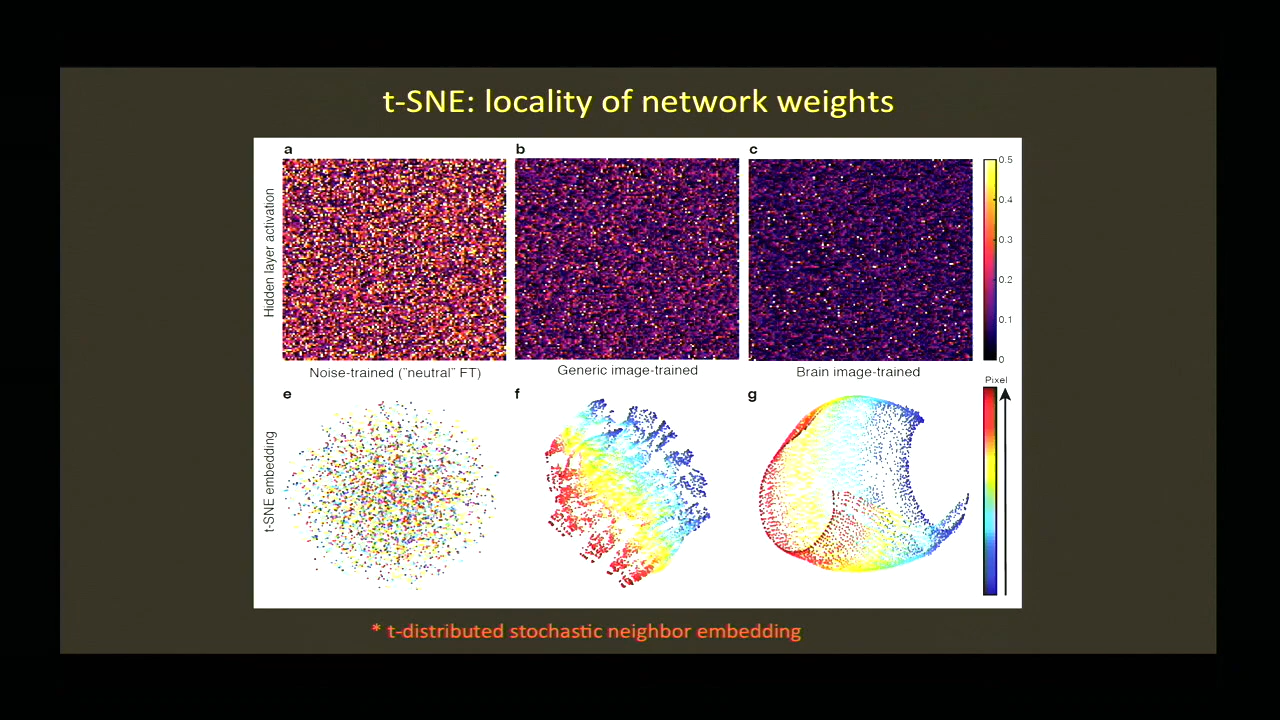 t-SNE: locality of network weights
a
b
c
Hidden layer activation
0.5
0.4
0.3
0.2
0.1
0
Noise-trained ("neutral" FT)
Generic image-trained
Brain image-trained
Pixel
e
f
g
t-SNE embedding
* t-distributed stochastic neighbor embedding